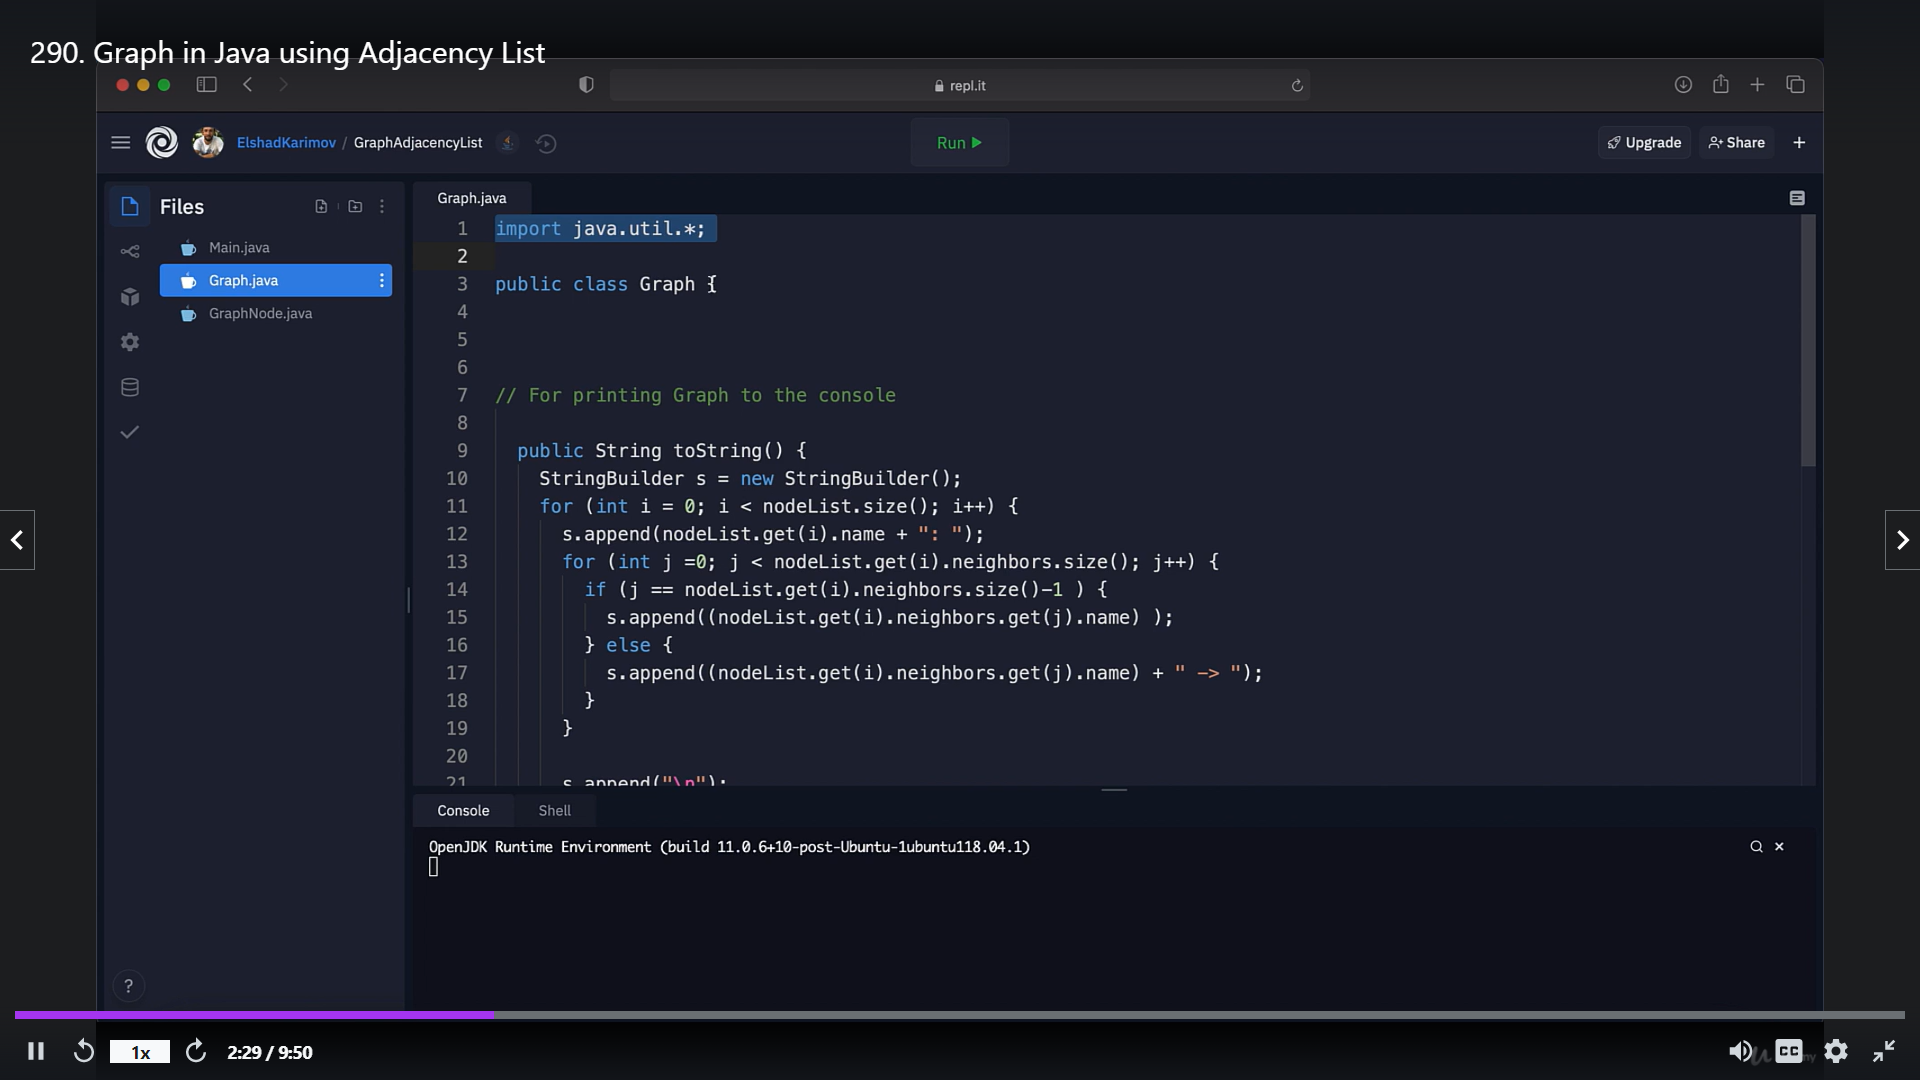 290. Graph in Java using Adjacency List
repl.it
ElshadKarimov / GraphAdjacencyList
Run
Upgrade
Share
Files
Main.java
Graph.java
GraphNode.java
Graph.java
1 import java.util.*;
2
3 public class Graph {
4
5
6
7 // For printing Graph to the console
8
9 public String toString() {
10 StringBuilder s = new StringBuilder();
11 for (int i = 0; i < nodeList.size(); i++) {
12 s.append(nodeList.get(i).name + ": ");
13 for (int j =0; j < nodeList.get(i).neighbors.size(); j++) {
14 if (j == nodeList.get(i).neighbors.size()-1 ) {
15 s.append((nodeList.get(i).neighbors.get(j).name) );
16 } else {
17 s.append((nodeList.get(i).neighbors.get(j).name) + " -> ");
18 }
19 }
20
21 s.append("\n");
Console
Shell
OpenJDK Runtime Environment (build 11.0.6+10-post-Ubuntu-1ubuntu118.04.1)
?
1x
2:29 / 9:50
CC